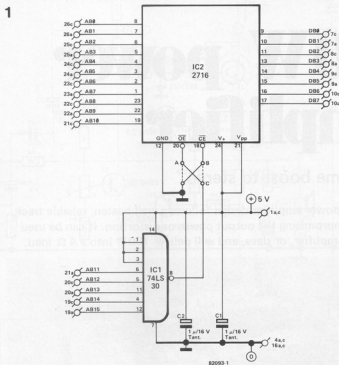 1
26c AB0 8
26a AB1 7
25c AB2 6
25a AB3 5
24c AB4 4
24a AB5 3
23c AB6 2
23a AB7 1
22c AB8 23
22a AB9 22
21c AB10 19
IC2
2716
9 DB0 7c
10 DB1 7a
11 DB2 8c
13 DB3 8a
14 DB4 9c
15 DB5 9a
16 DB6 10c
17 DB7 10a
GND OE CE V+ VPP
12 20 18 24 21
A B
C
+ 5 V
1a,c
14
1
2
3
21a AB11 6
20c AB12 5
20a AB13 11
19c AB14 4
19a AB15 12
IC1
74LS
30
8
7
C2
1 µ/16 V
Tant.
C1
1 µ/16 V
Tant.
4a,c
16a,c
0
82093-1